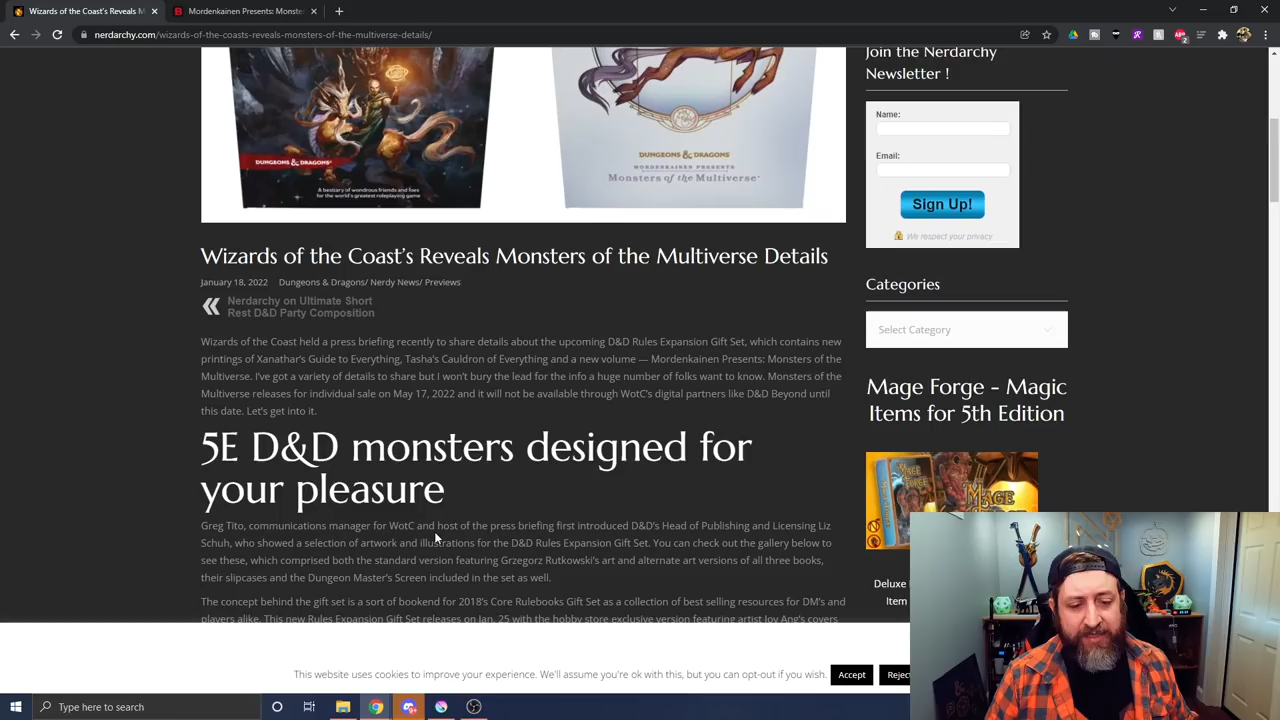 Wizards of the Coast's Reveals M
Mordenkainen Presents: Monste
nerdarchy.com/wizards-of-the-coasts-reveals-monsters-of-the-multiverse-details/
DUNGEONS & DRAGONS
A bestiary of wondrous friends and foes
for the world's greatest roleplaying game
DUNGEONS & DRAGONS
MORDENKAINEN PRESENTS
Monsters of the Multiverse
Wizards of the Coast's Reveals Monsters of the Multiverse Details
January 18, 2022 Dungeons & Dragons/ Nerdy News/ Previews
Nerdarchy on Ultimate Short
Rest D&D Party Composition
Wizards of the Coast held a press briefing recently to share details about the upcoming D&D Rules Expansion Gift Set, which contains new
printings of Xanathar's Guide to Everything, Tasha's Cauldron of Everything and a new volume — Mordenkainen Presents: Monsters of the
Multiverse. I've got a variety of details to share but I won't bury the lead for the info a huge number of folks want to know. Monsters of the
Multiverse releases for individual sale on May 17, 2022 and it will not be available through WotC's digital partners like D&D Beyond until
this date. Let's get into it.
5E D&D monsters designed for
your pleasure
Greg Tito, communications manager for WotC and host of the press briefing first introduced D&D's Head of Publishing and Licensing Liz
Schuh, who showed a selection of artwork and illustrations for the D&D Rules Expansion Gift Set. You can check out the gallery below to
see these, which comprised both the standard version featuring Grzegorz Rutkowski's art and alternate art versions of all three books,
their slipcases and the Dungeon Master's Screen included in the set as well.
The concept behind the gift set is a sort of bookend for 2018's Core Rulebooks Gift Set as a collection of best selling resources for DM's and
players alike. This new Rules Expansion Gift Set releases on Jan. 25 with the hobby store exclusive version featuring artist Joy Ang's covers
Join the Nerdarchy
Newsletter !
Name:
Email:
Sign Up!
We respect your privacy
Categories
Select Category
Mage Forge - Magic
Items for 5th Edition
MAGE
FORGE
MAGE
Deluxe
Item
This website uses cookies to improve your experience. We'll assume you're ok with this, but you can opt-out if you wish.
Accept
Reject
Type here to search